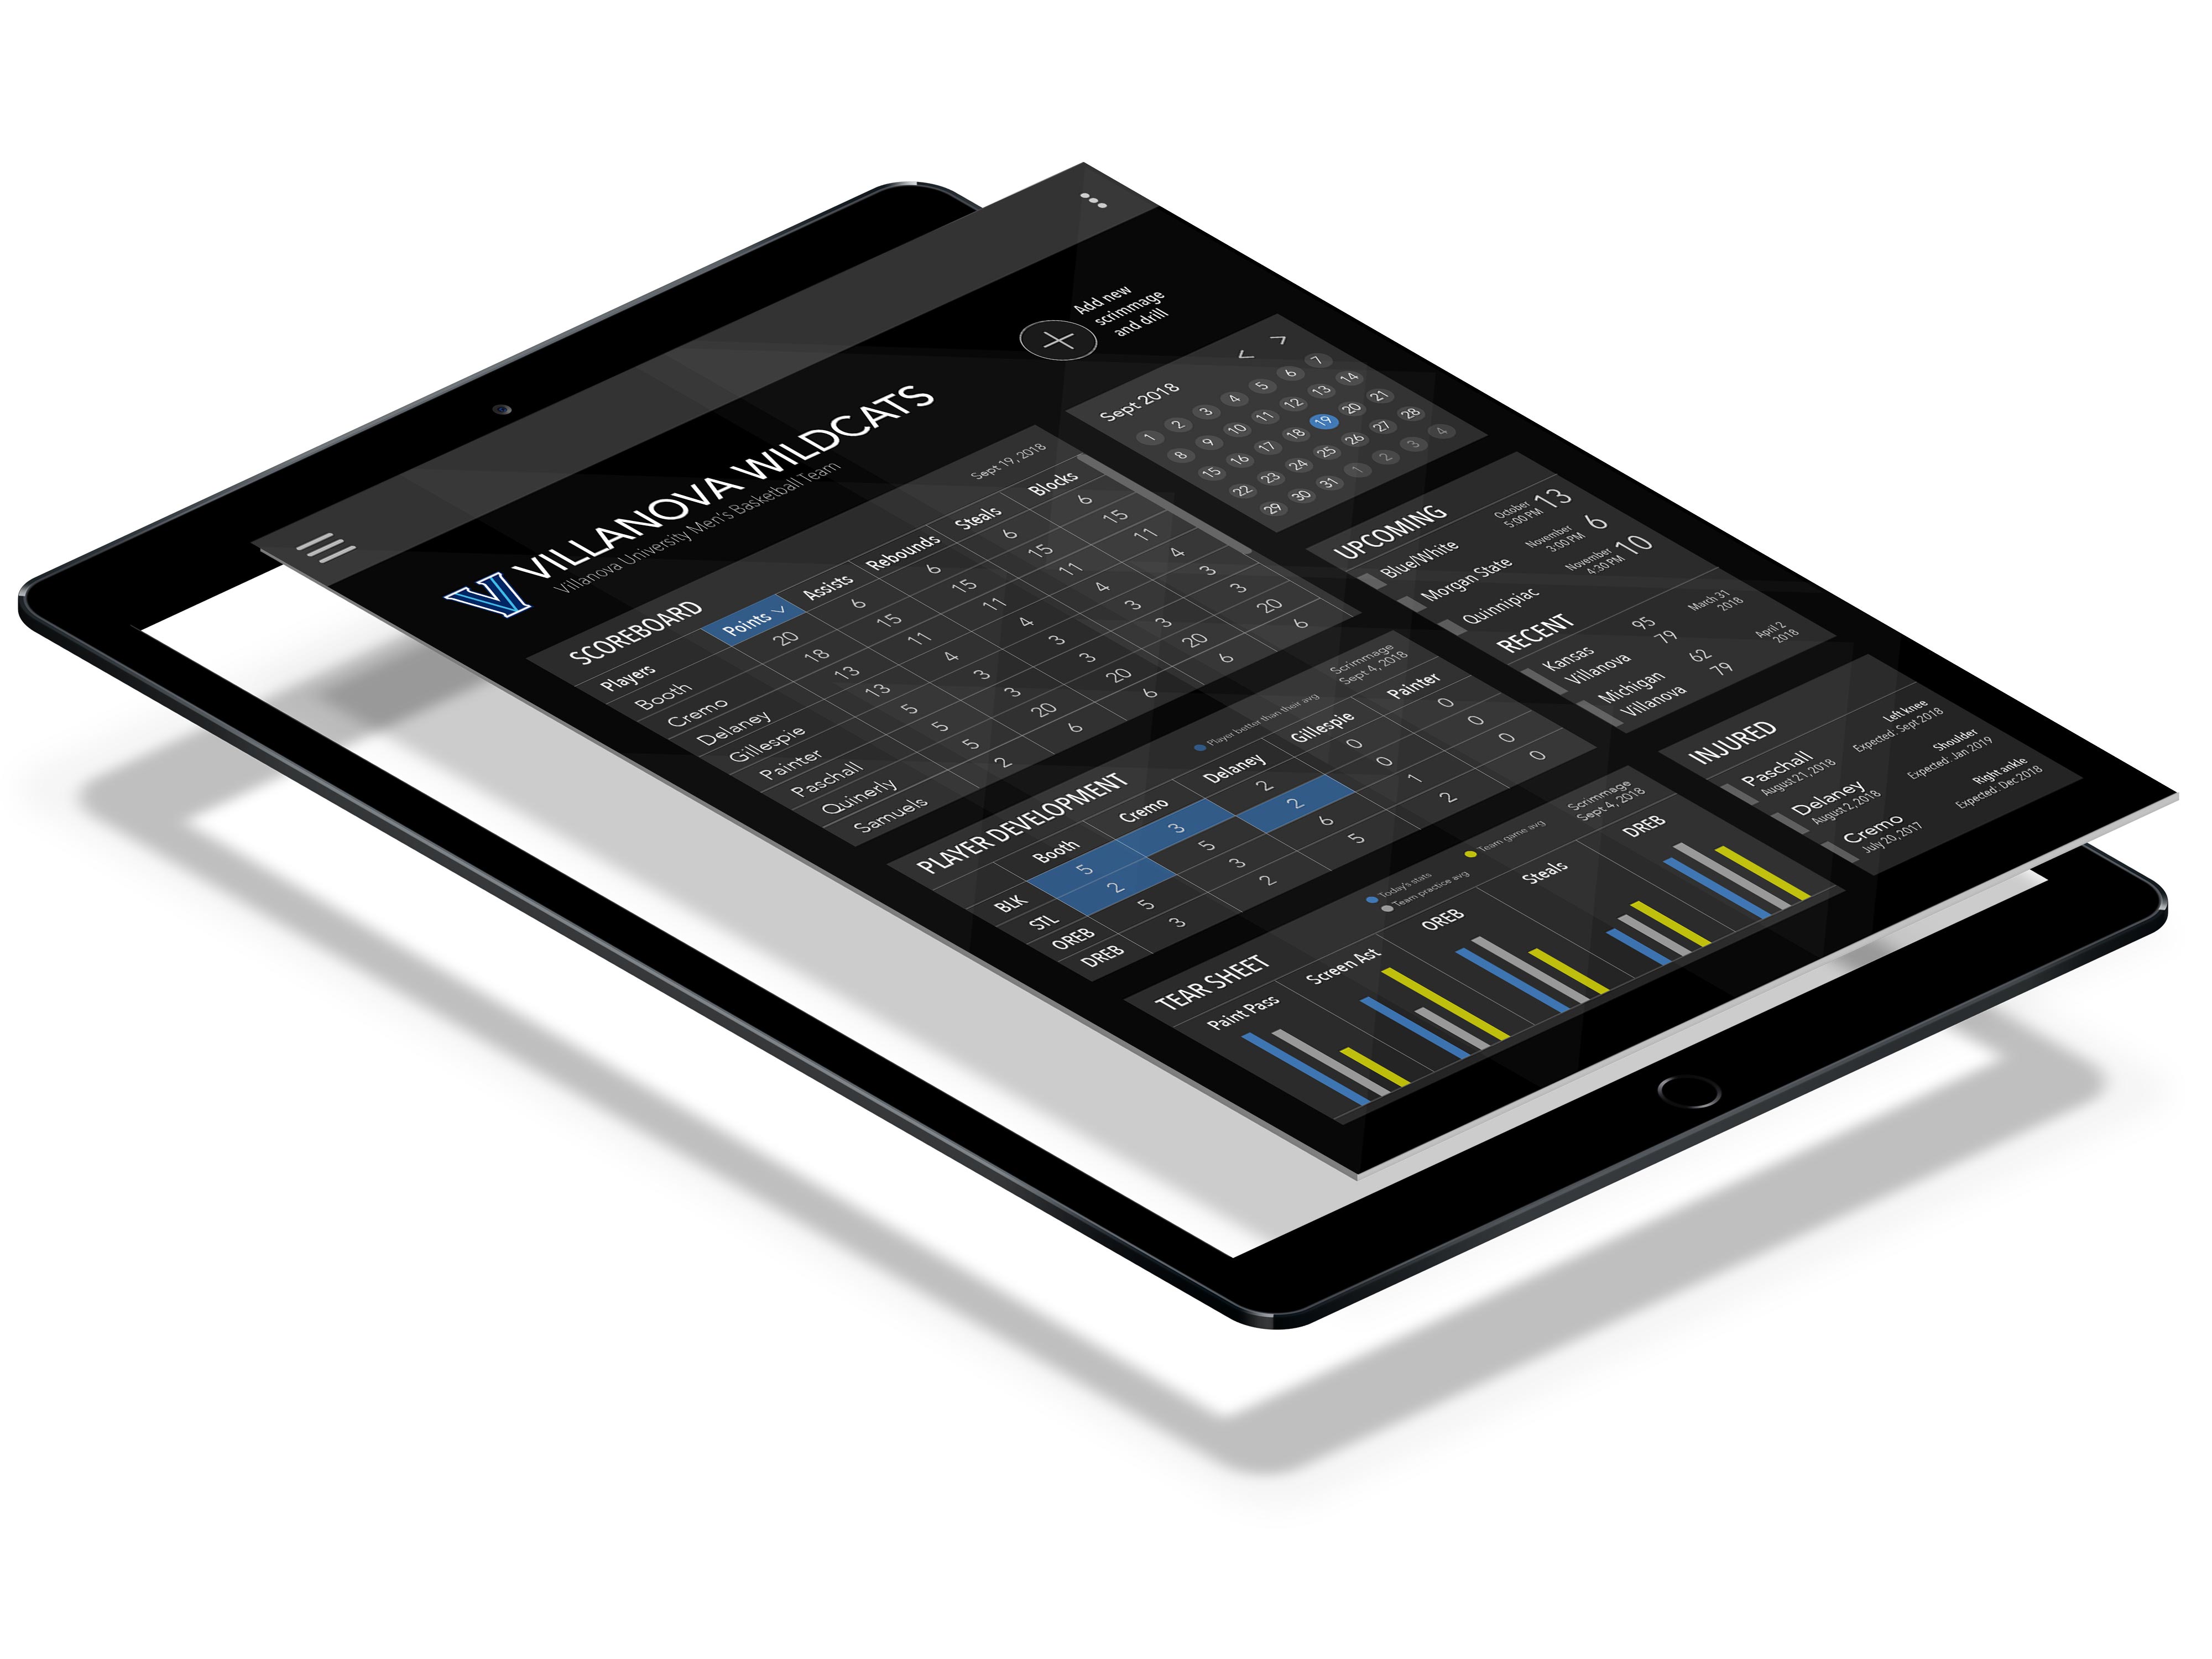 VILLANOVA WILDCATS
Villanova University Men's Basketball Team
Add new
scrimmage
and drill
SCOREBOARD
Sept 19, 2018
Players Points Assists Rebounds Steals Blocks
Booth 20 6 6 6 6
Cremo 18 15 15 15 15
Delaney 13 11 11 11 11
Gillespie 13 4 4 4 4
Painter 5 3 3 3 3
Paschall 5 3 3 3 3
Quinerly 5 20 20 20 20
Samuels 2 6 6 6 6
PLAYER DEVELOPMENT
Player better than their avg
Scrimmage
Sept 4, 2018
Booth Cremo Delaney Gillespie Painter
BLK 5 3 2 0 0
STL 2 5 2 0 0
OREB 5 3 6 1 0
DREB 3 2 5 2 0
TEAR SHEET
Today's stats
Team practice avg
Team game avg
Scrimmage
Sept 4, 2018
Paint Pass Screen Ast OREB Steals DREB
Sept 2018 < >
1 2 3 4 5 6 7
8 9 10 11 12 13 14
15 16 17 18 19 20 21
22 23 24 25 26 27 28
29 30 31 1 2 3 4
UPCOMING
Blue/White October 5:00 PM 13
Morgan State November 3:00 PM 6
Quinnipiac November 4:30 PM 10
RECENT
Kansas 95 March 31
Villanova 79 2018
Michigan 62 April 2
Villanova 79 2018
INJURED
Paschall Left knee
August 21, 2018 Expected: Sept 2018
Delaney Shoulder
August 2, 2018 Expected: Jan 2019
Cremo Right ankle
July 20, 2017 Expected: Dec 2018
V